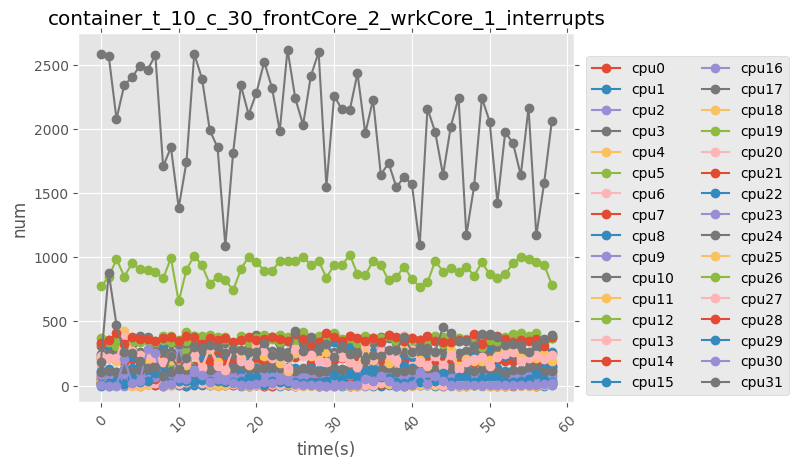 container_t_10_c_30_frontCore_2_wrkCore_1_interrupts
num
2500
2000
1500
1000
500
0
0
10
20
30
40
50
60
time(s)
cpu0
cpu1
cpu2
cpu3
cpu4
cpu5
cpu6
cpu7
cpu8
cpu9
cpu10
cpu11
cpu12
cpu13
cpu14
cpu15
cpu16
cpu17
cpu18
cpu19
cpu20
cpu21
cpu22
cpu23
cpu24
cpu25
cpu26
cpu27
cpu28
cpu29
cpu30
cpu31